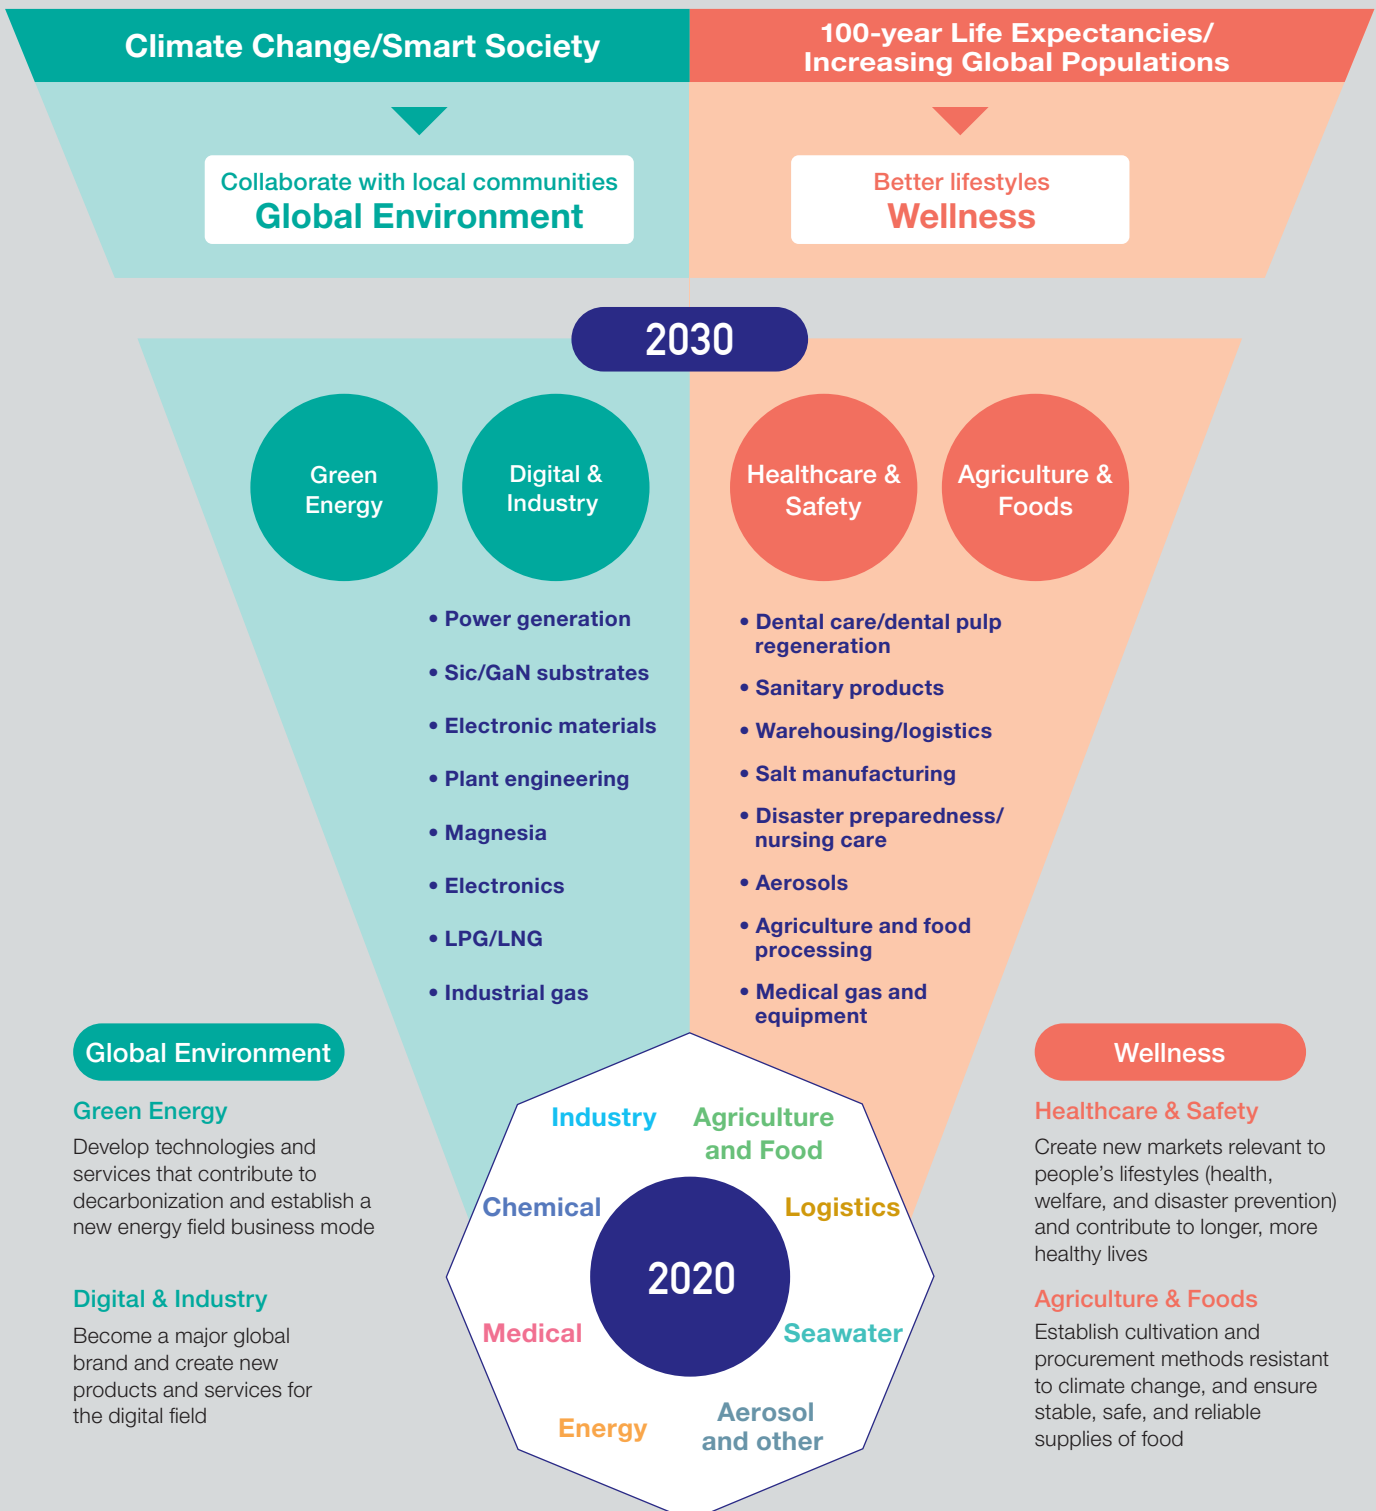 Climate Change/Smart Society
100-year Life Expectancies/
Increasing Global Populations
Collaborate with local communities
Global Environment
Better lifestyles
Wellness
2030
Green
Energy
Digital &
Industry
Healthcare &
Safety
Agriculture &
Foods
• Power generation
• Sic/GaN substrates
• Electronic materials
• Plant engineering
• Magnesia
• Electronics
• LPG/LNG
• Industrial gas
• Dental care/dental pulp
regeneration
• Sanitary products
• Warehousing/logistics
• Salt manufacturing
• Disaster preparedness/
nursing care
• Aerosols
• Agriculture and food
processing
• Medical gas and
equipment
Global Environment
Green Energy
Develop technologies and
services that contribute to
decarbonization and establish a
new energy field business mode
Digital & Industry
Become a major global
brand and create new
products and services for
the digital field
Industry
Agriculture
and Food
Chemical
Logistics
2020
Medical
Seawater
Energy
Aerosol
and other
Wellness
Healthcare & Safety
Create new markets relevant to
people's lifestyles (health,
welfare, and disaster prevention)
and contribute to longer, more
healthy lives
Agriculture & Foods
Establish cultivation and
procurement methods resistant
to climate change, and ensure
stable, safe, and reliable
supplies of food